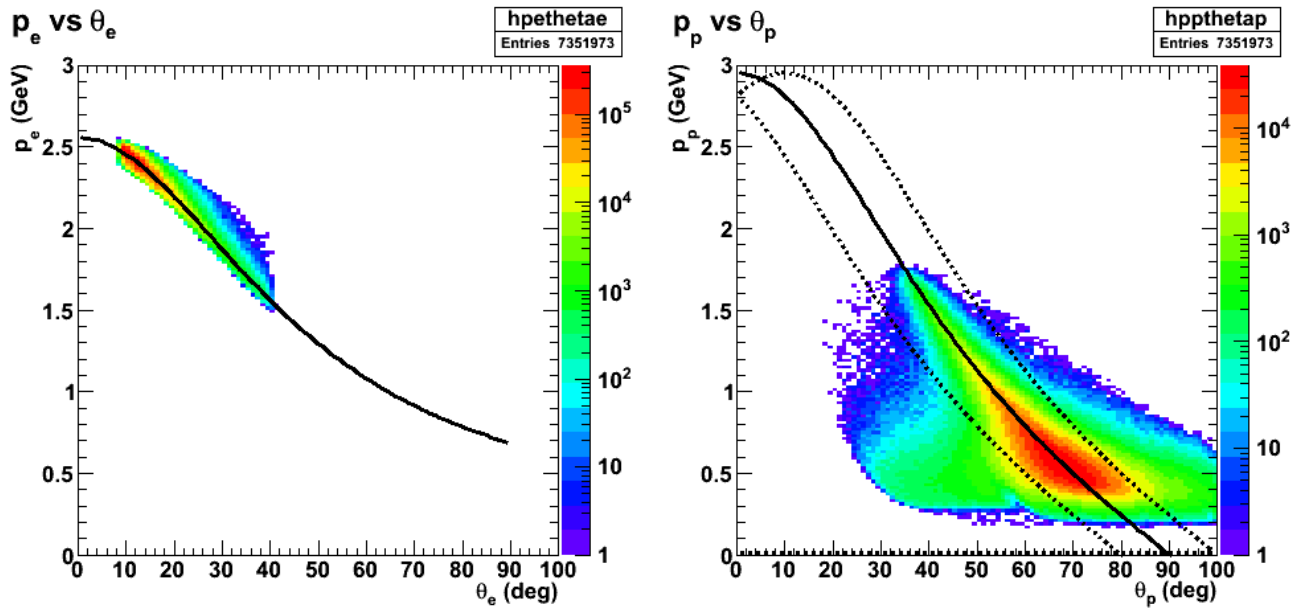 p_e vs θ_e
hpethetae
Entries 7351973
p_e (GeV)
3
2.5
2
1.5
1
0.5
0
0 10 20 30 40 50 60 70 80 90 100
θ_e (deg)
10^5
10^4
10^3
10^2
10
1
p_p vs θ_p
hppthetap
Entries 7351973
p_p (GeV)
3
2.5
2
1.5
1
0.5
0
0 10 20 30 40 50 60 70 80 90 100
θ_p (deg)
10^4
10^3
10^2
10
1